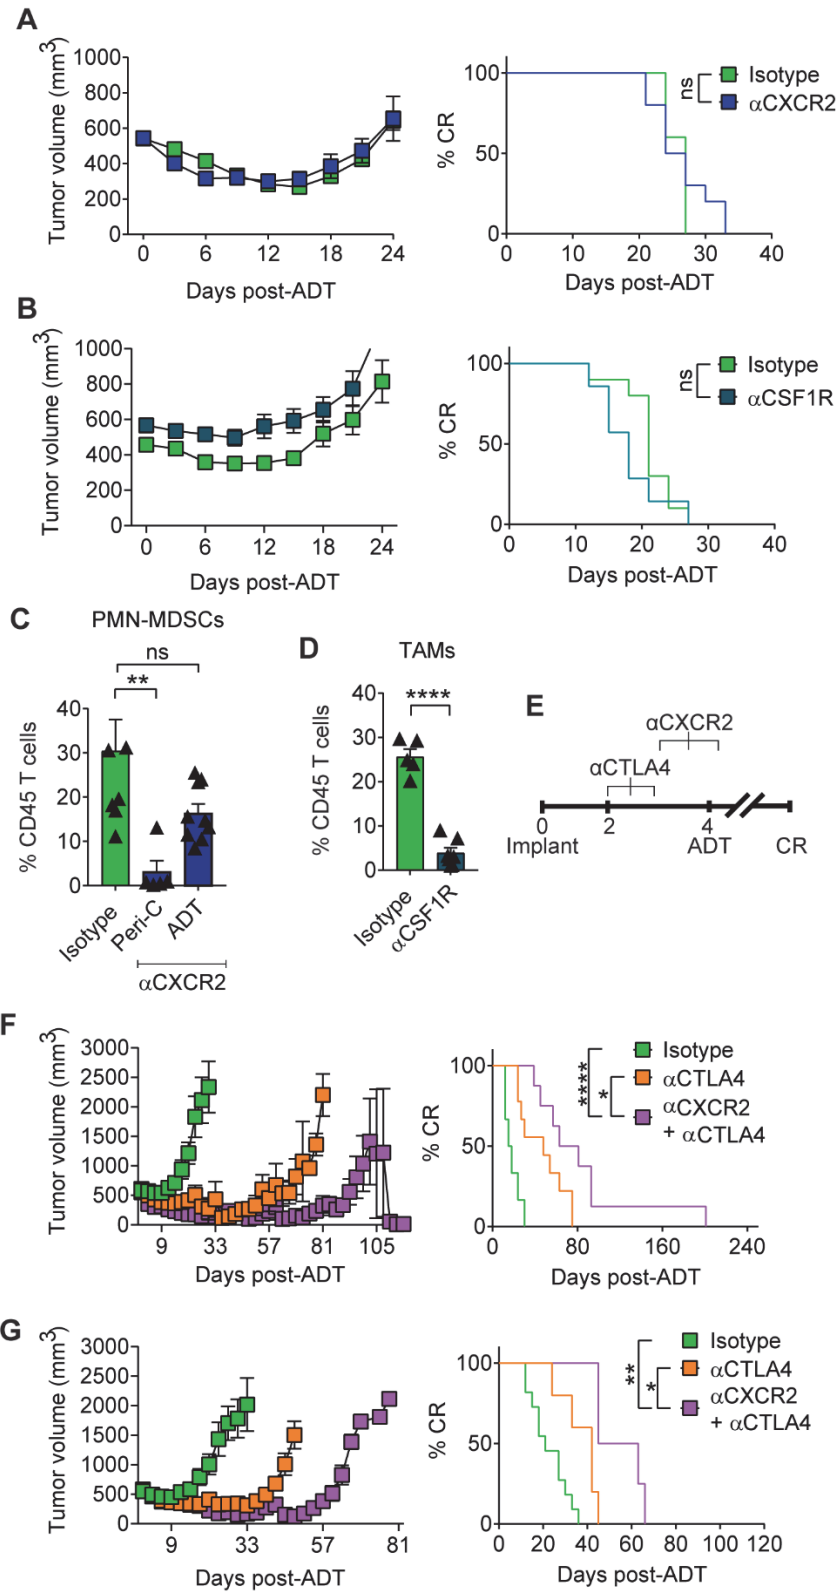 A
Tumor volume (mm3)
1000
800
600
400
200
0
0 6 12 18 24
Days post-ADT
% CR
100
50
0
0 10 20 30 40
Days post-ADT
ns
Isotype
αCXCR2
B
Tumor volume (mm3)
1000
800
600
400
200
0
0 6 12 18 24
Days post-ADT
% CR
100
50
0
0 10 20 30 40
Days post-ADT
ns
Isotype
αCSF1R
C
PMN-MDSCs
ns
**
% CD45 T cells
40
30
20
10
0
Isotype
Peri-C
ADT
αCXCR2
D
TAMs
****
% CD45 T cells
40
30
20
10
0
Isotype
αCSF1R
E
αCXCR2
αCTLA4
0 2 4
Implant ADT CR
F
Tumor volume (mm3)
3000
2500
2000
1500
1000
500
0
9 33 57 81 105
Days post-ADT
% CR
100
50
0
0 80 160 240
Days post-ADT
****
*
Isotype
αCTLA4
αCXCR2
+ αCTLA4
G
Tumor volume (mm3)
3000
2500
2000
1500
1000
500
0
9 33 57 81
Days post-ADT
% CR
100
50
0
0 20 40 60 80 100 120
Days post-ADT
**
*
Isotype
αCTLA4
αCXCR2
+ αCTLA4